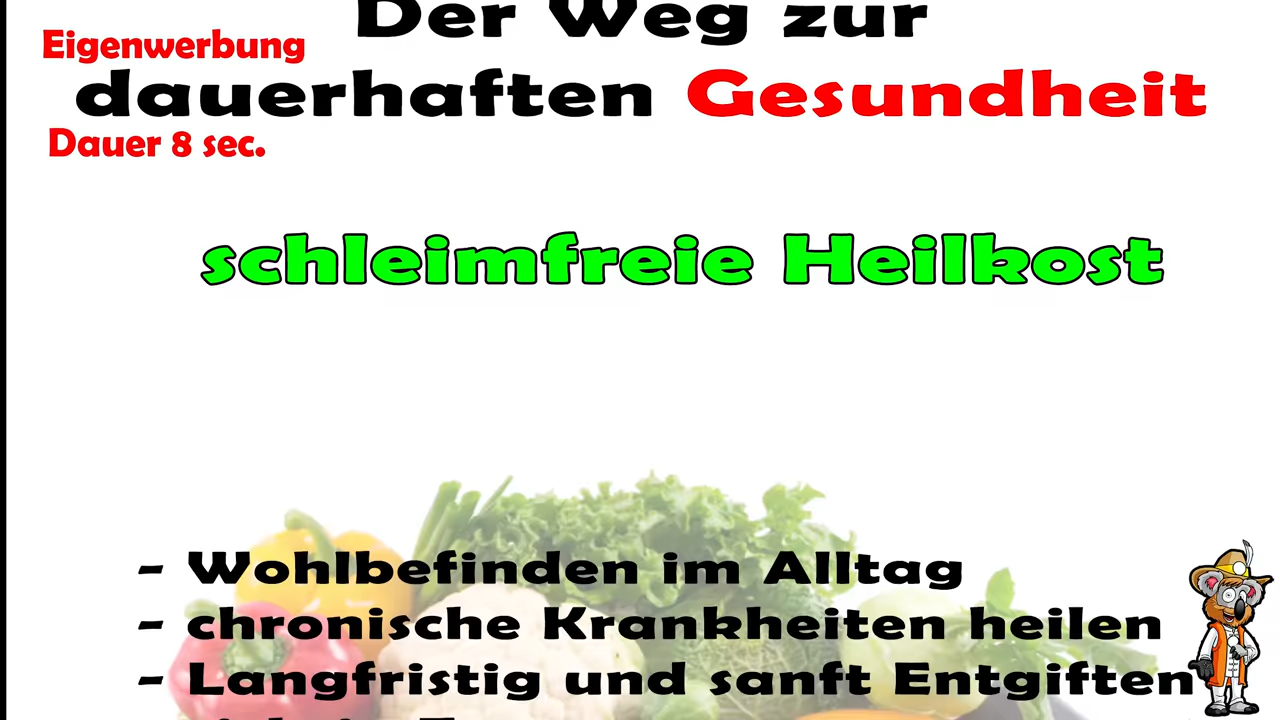 Der Weg zur
Eigenwerbung
dauerhaften Gesundheit
Dauer 8 sec.
schleimfreie Heilkost
- Wohlbefinden im Alltag
- chronische Krankheiten heilen
- Langfristig und sanft Entgiften